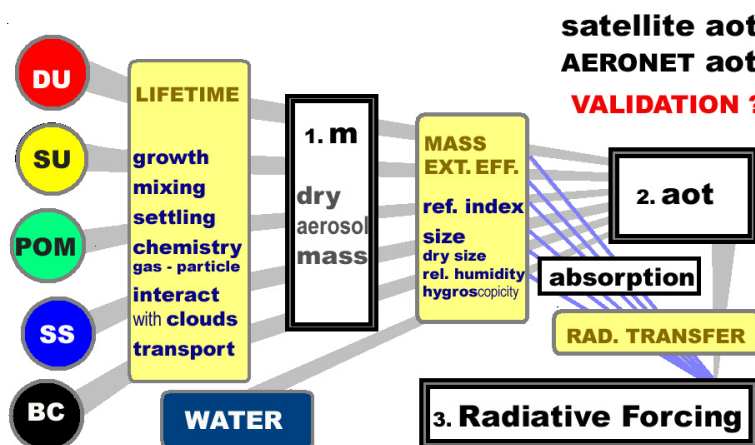 satellite aot
AERONET aot
VALIDATION ?
DU
SU
POM
SS
BC
LIFETIME
growth
mixing
settling
chemistry
gas - particle
interact
with clouds
transport
WATER
1. m
dry
aerosol
mass
MASS
EXT. EFF.
ref. index
size
dry size
rel. humidity
hygroscopicity
2. aot
absorption
RAD. TRANSFER
3. Radiative Forcing